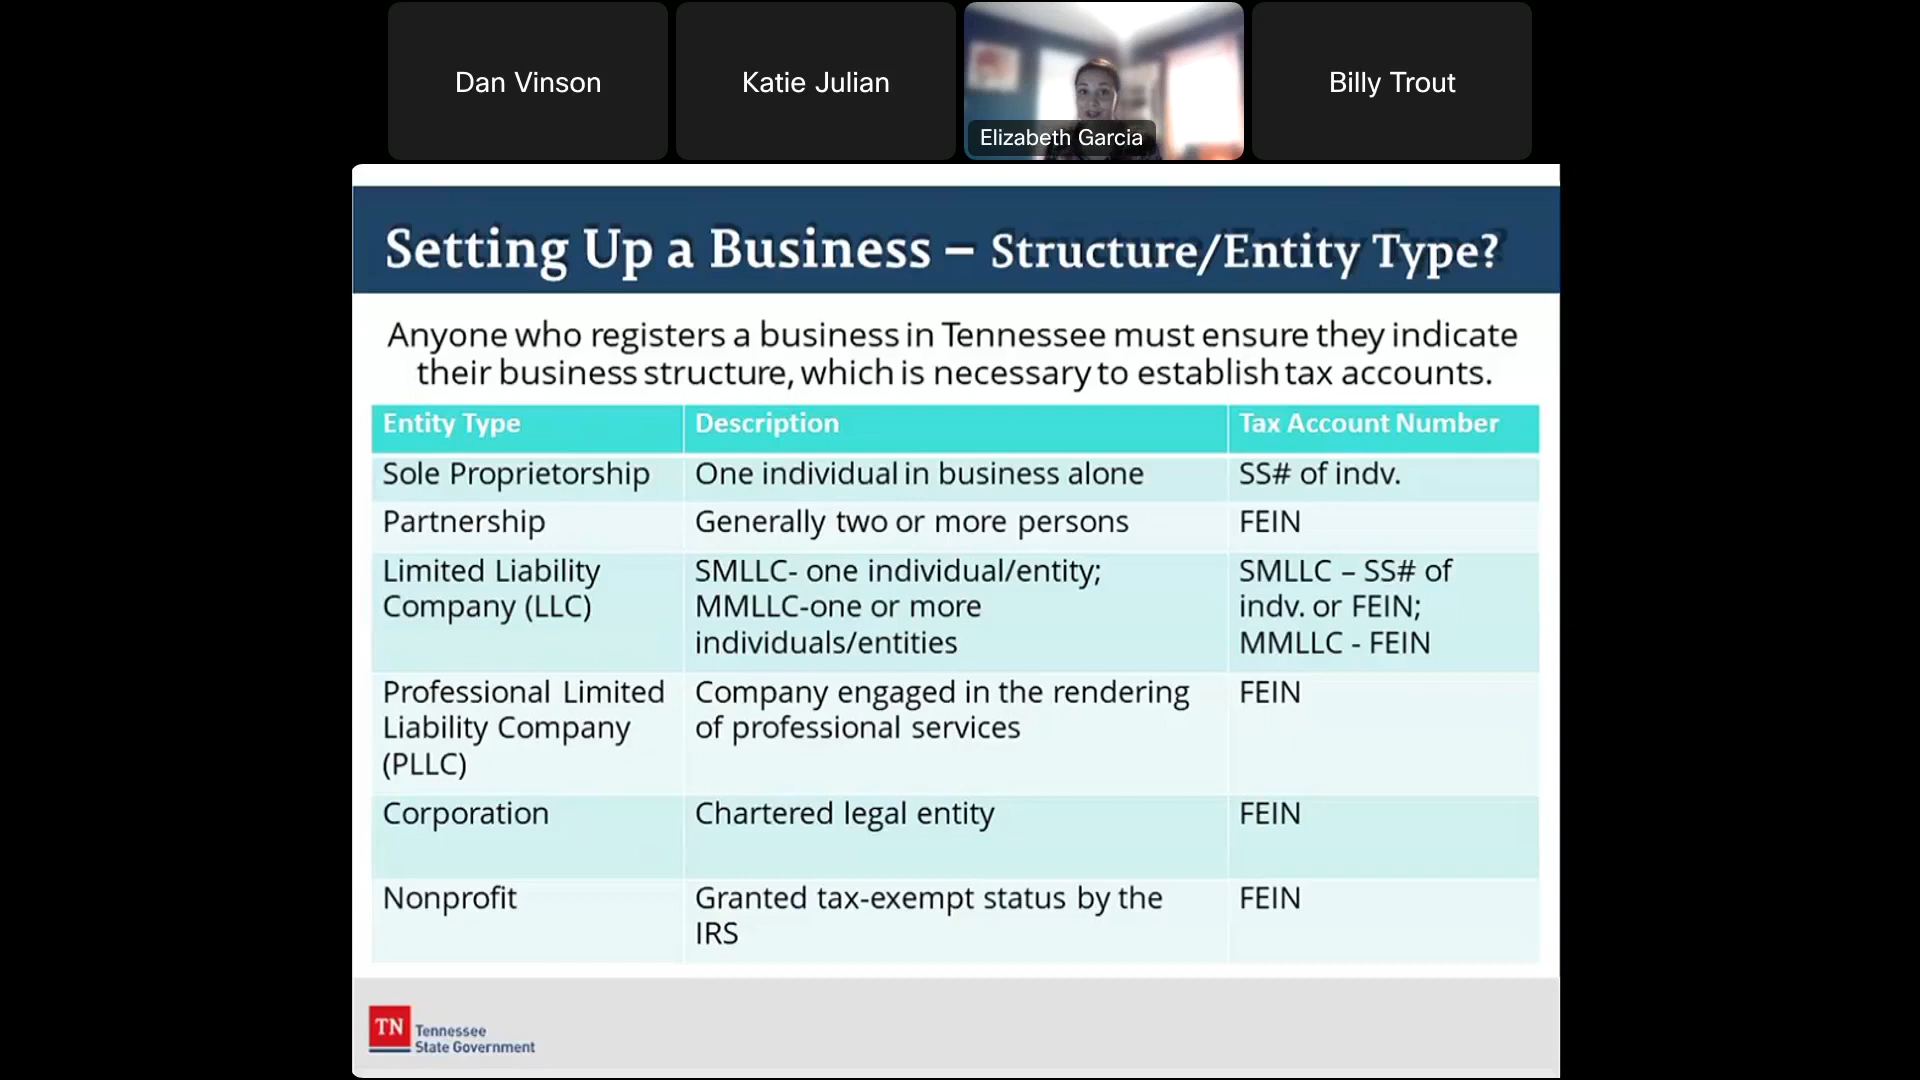 Dan Vinson
Katie Julian
Elizabeth Garcia
Billy Trout
Setting Up a Business – Structure/Entity Type?
Anyone who registers a business in Tennessee must ensure they indicate
their business structure, which is necessary to establish tax accounts.
Entity Type
Description
Tax Account Number
Sole Proprietorship
One individual in business alone
SS# of indv.
Partnership
Generally two or more persons
FEIN
Limited Liability
Company (LLC)
SMLLC- one individual/entity;
MMLLC-one or more
individuals/entities
SMLLC – SS# of
indv. or FEIN;
MMLLC - FEIN
Professional Limited
Liability Company
(PLLC)
Company engaged in the rendering
of professional services
FEIN
Corporation
Chartered legal entity
FEIN
Nonprofit
Granted tax-exempt status by the
IRS
FEIN
TN
Tennessee
State Government